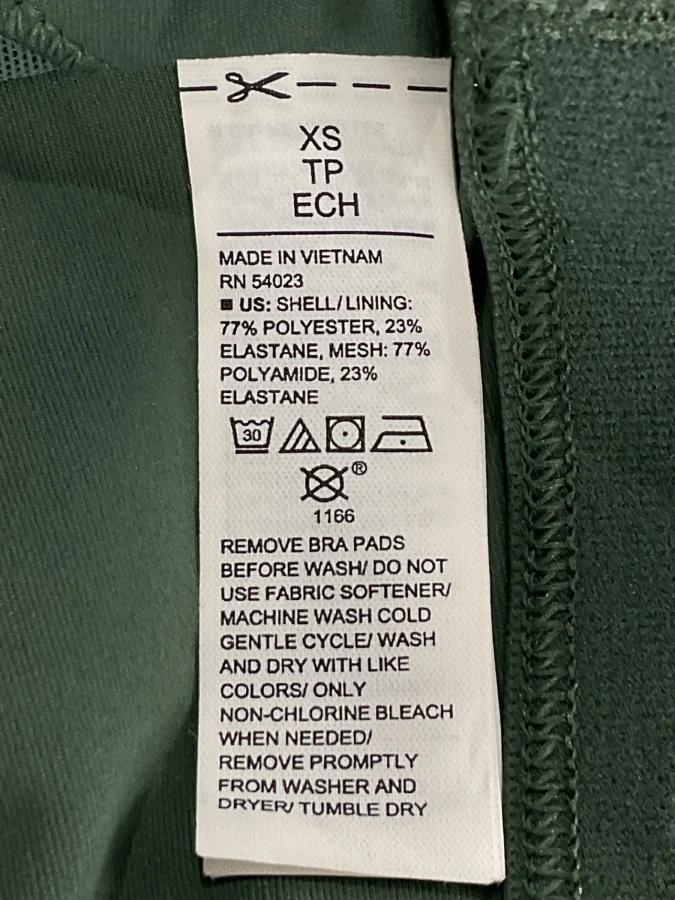 XS
TP
ECH
MADE IN VIETNAM
RN 54023
US: SHELL/LINING:
77% POLYESTER, 23%
ELASTANE, MESH: 77%
POLYAMIDE, 23%
ELASTANE
30
®
1166
REMOVE BRA PADS
BEFORE WASH/ DO NOT
USE FABRIC SOFTENER/
MACHINE WASH COLD
GENTLE CYCLE/ WASH
AND DRY WITH LIKE
COLORS/ ONLY
NON-CHLORINE BLEACH
WHEN NEEDED/
REMOVE PROMPTLY
FROM WASHER AND
DRYER/ TUMBLE DRY